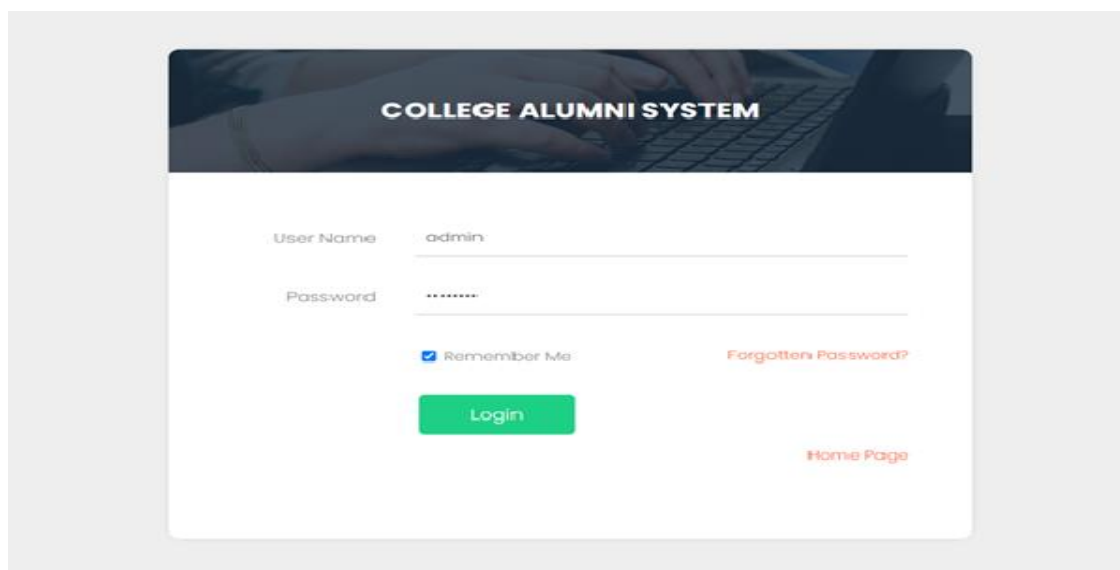 COLLEGE ALUMNI SYSTEM
User Name admin
Password
Remember Me Forgotten Password?
Login
Home Page